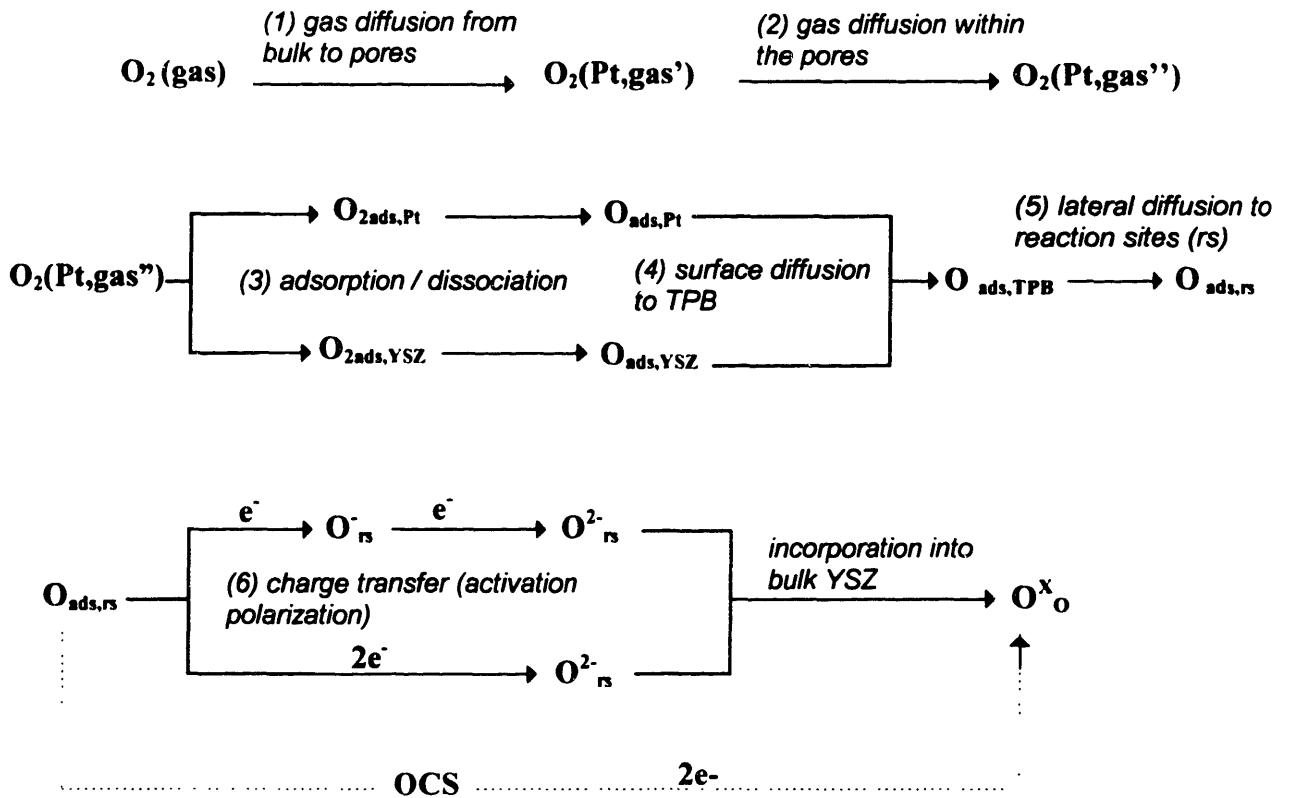 (1) gas diffusion from
bulk to pores
(2) gas diffusion within
the pores
O₂ (gas) O₂(Pt,gas') O₂(Pt,gas'')
O₂ads,Pt O ads,Pt
(5) lateral diffusion to
reaction sites (rs)
O₂(Pt,gas")
(3) adsorption / dissociation
(4) surface diffusion
to TPB
O ads,TPB O ads,rs
O₂ads,YSZ O ads,YSZ
e⁻ e⁻
O⁻rs O²⁻rs
incorporation into
bulk YSZ
O ads,rs
(6) charge transfer (activation
polarization)
OˣO
2e⁻
O²⁻rs
OCS 2e-